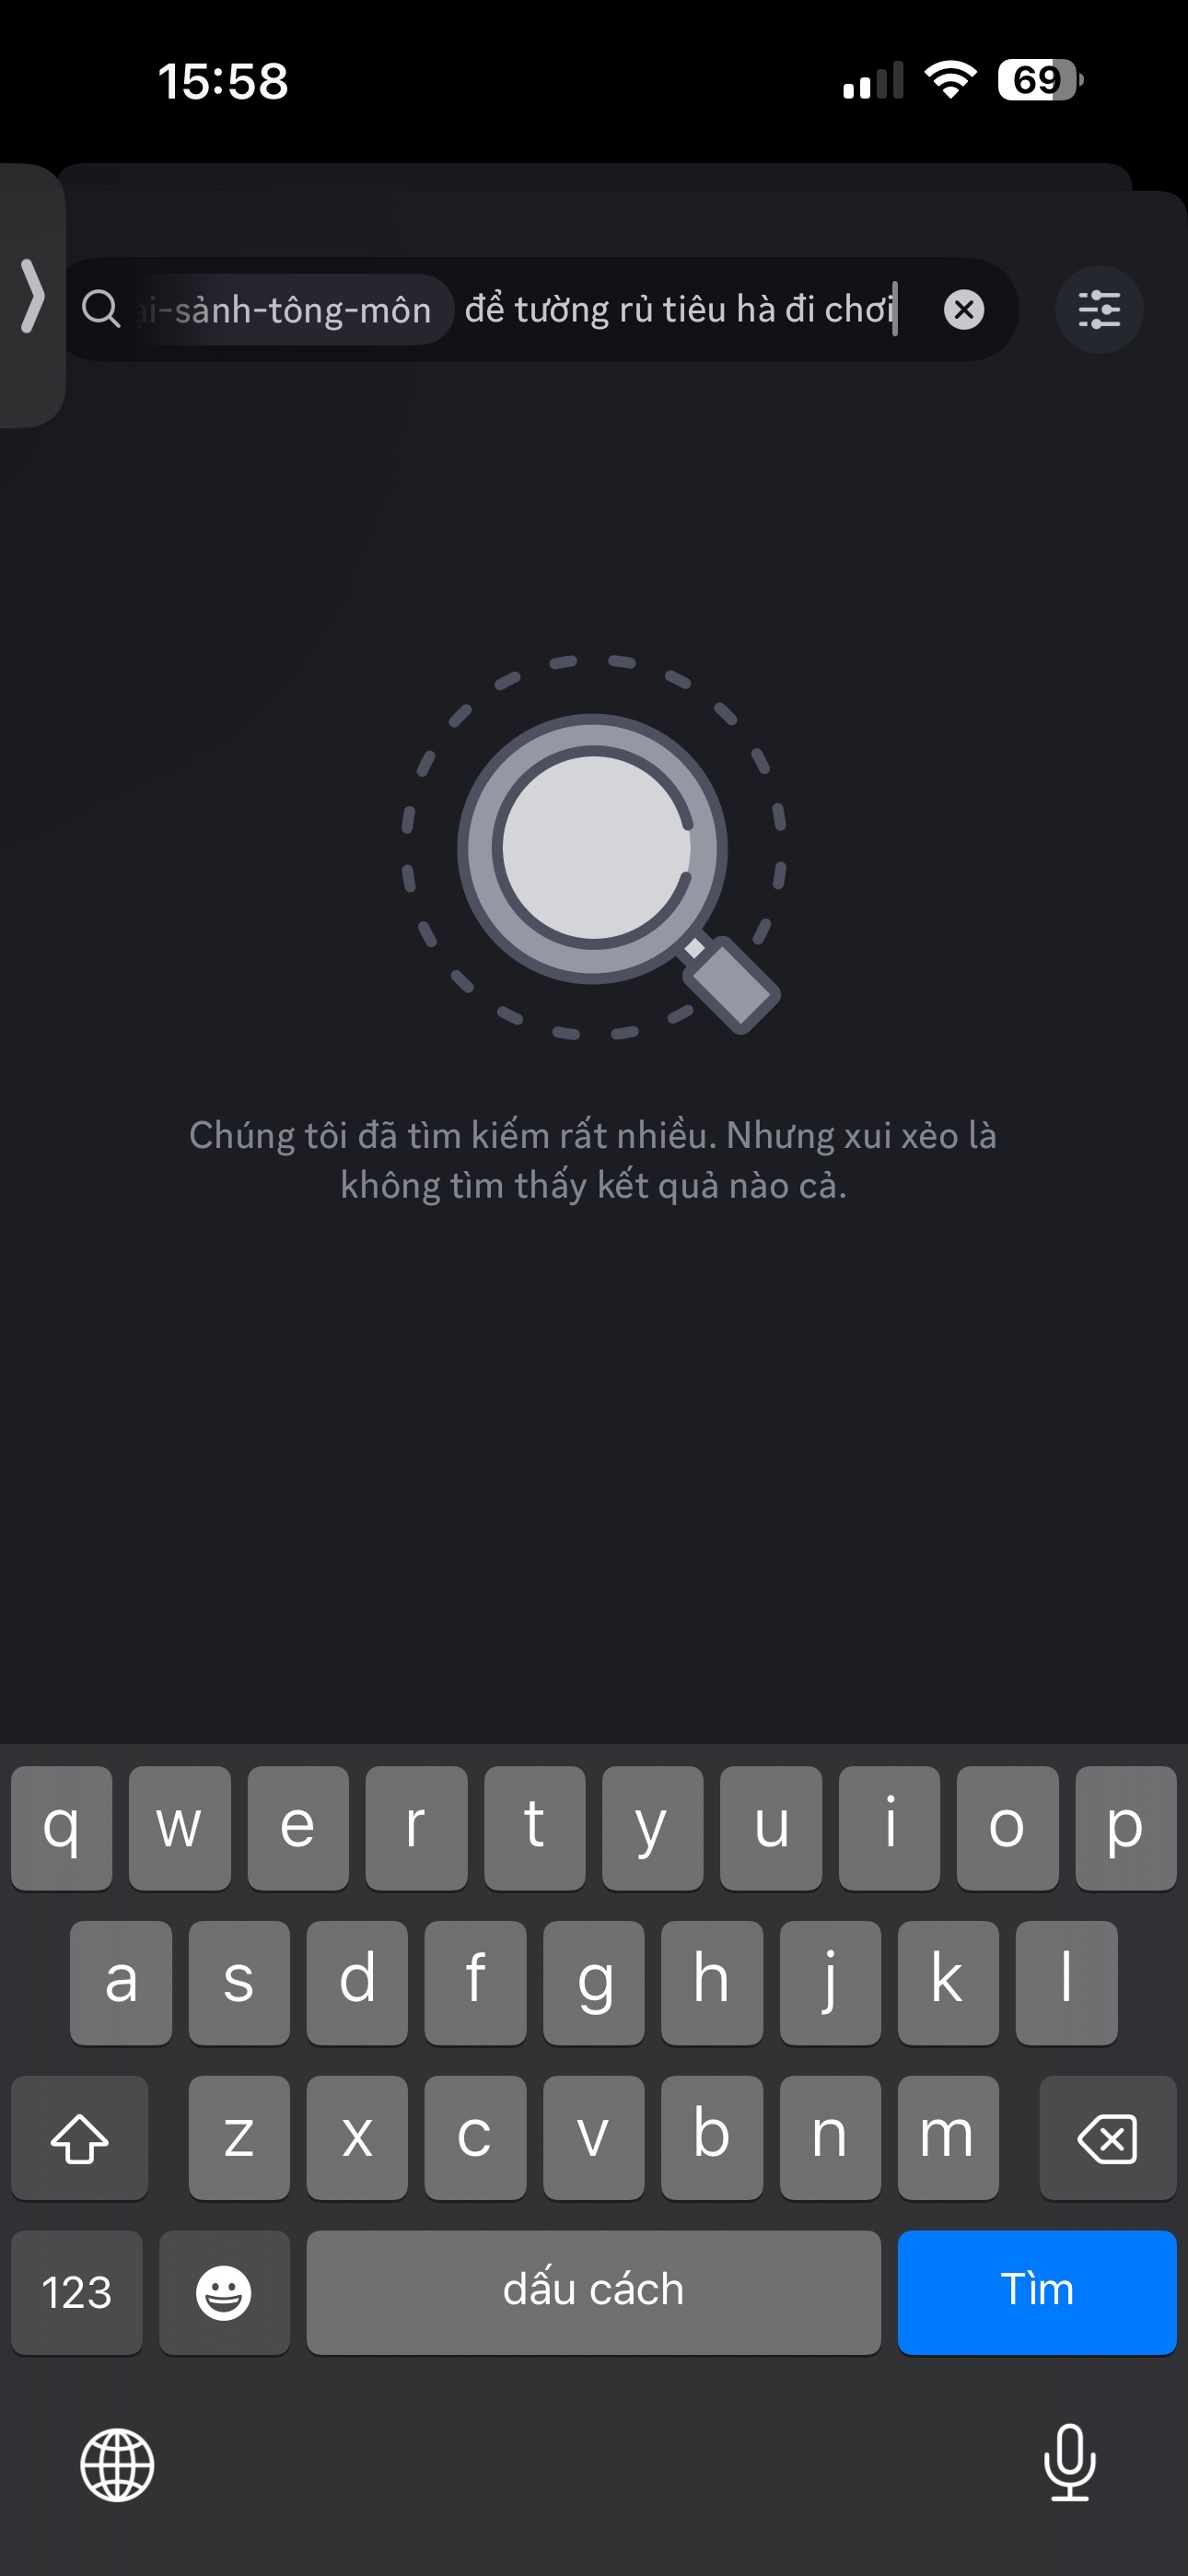 15:58
69
ại-sảnh-tông-môn để tường rủ tiêu hà đi chơi
Chúng tôi đã tìm kiếm rất nhiều. Nhưng xui xẻo là
không tìm thấy kết quả nào cả.
q w e r t y u i o p
a s d f g h j k l
z x c v b n m
123 dấu cách Tìm